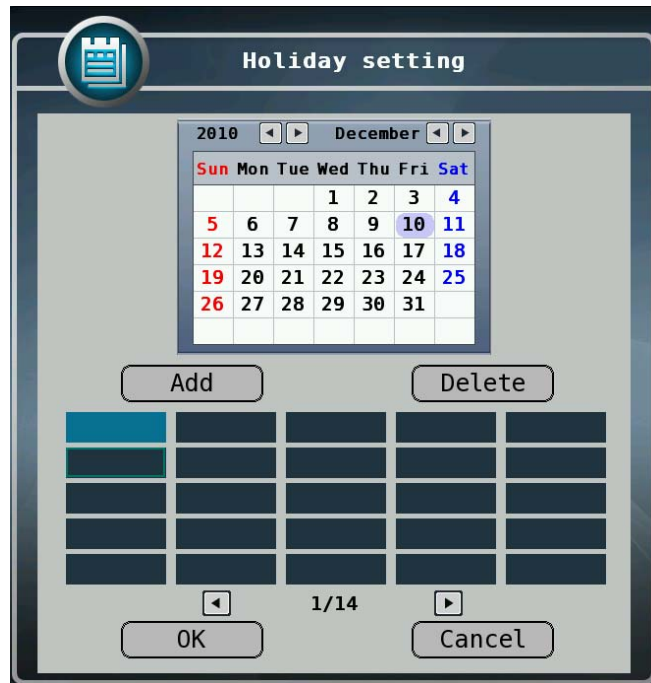 Holiday setting
2010 December
Sun Mon Tue Wed Thu Fri Sat
1 2 3 4
5 6 7 8 9 10 11
12 13 14 15 16 17 18
19 20 21 22 23 24 25
26 27 28 29 30 31
Add Delete
1/14
OK Cancel